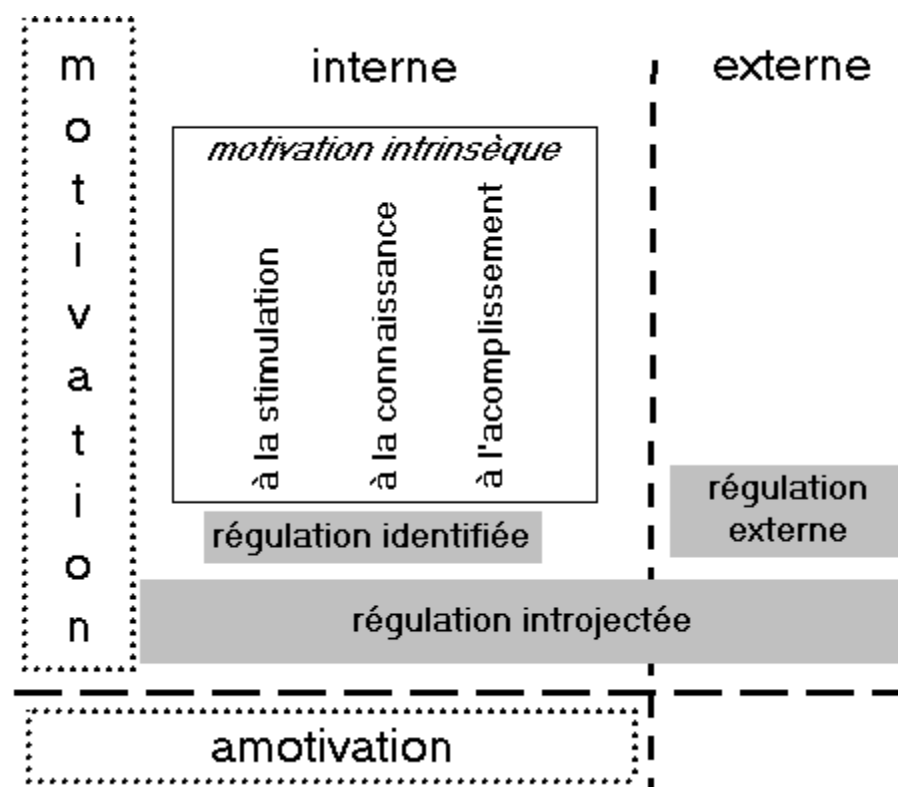 motivation
interne
externe
motivation intrinsèque
à la stimulation
à la connaissance
à l'acomplissement
régulation identifiée
régulation
externe
régulation introjectée
amotivation